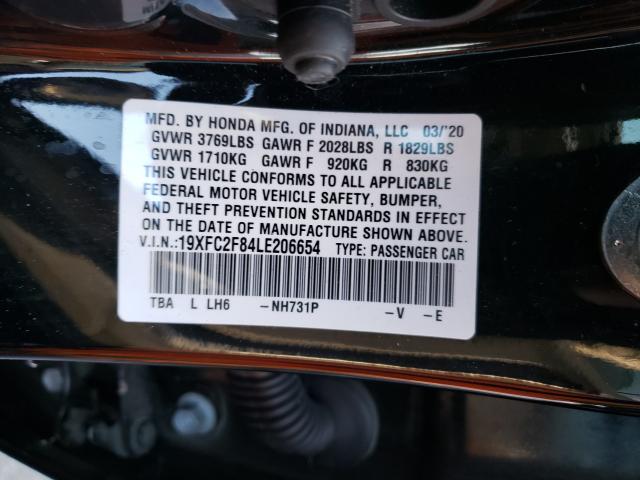 MFD. BY HONDA MFG. OF INDIANA, LLC 03/'20
GVWR 3769LBS GAWR F 2028LBS R 1829LBS
GVWR 1710KG GAWR F 920KG R 830KG
THIS VEHICLE CONFORMS TO ALL APPLICABLE
FEDERAL MOTOR VEHICLE SAFETY, BUMPER,
AND THEFT PREVENTION STANDARDS IN EFFECT
ON THE DATE OF MANUFACTURE SHOWN ABOVE.
V.I.N.:19XFC2F84LE206654 TYPE: PASSENGER CAR
TBA L LH6 -NH731P -V -E